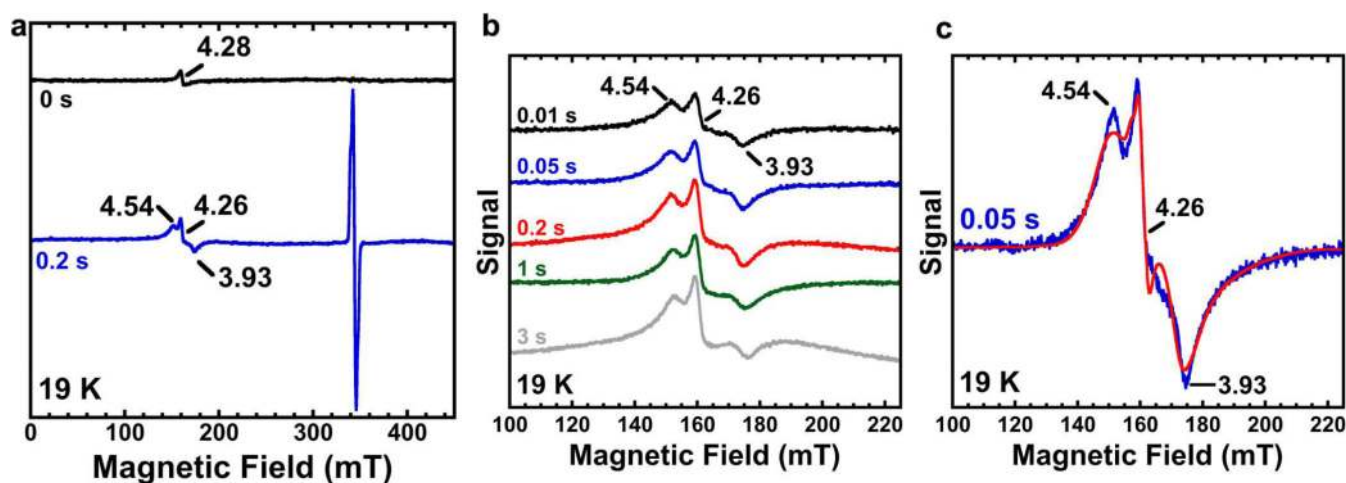 a
4.28
0 s
4.54
4.26
0.2 s
3.93
19 K
0
100
200
300
400
Magnetic Field (mT)
b
Signal
4.54
0.01 s
4.26
3.93
0.05 s
0.2 s
1 s
3 s
19 K
100
120
140
160
180
200
220
Magnetic Field (mT)
c
Signal
4.54
0.05 s
4.26
3.93
19 K
100
120
140
160
180
200
220
Magnetic Field (mT)